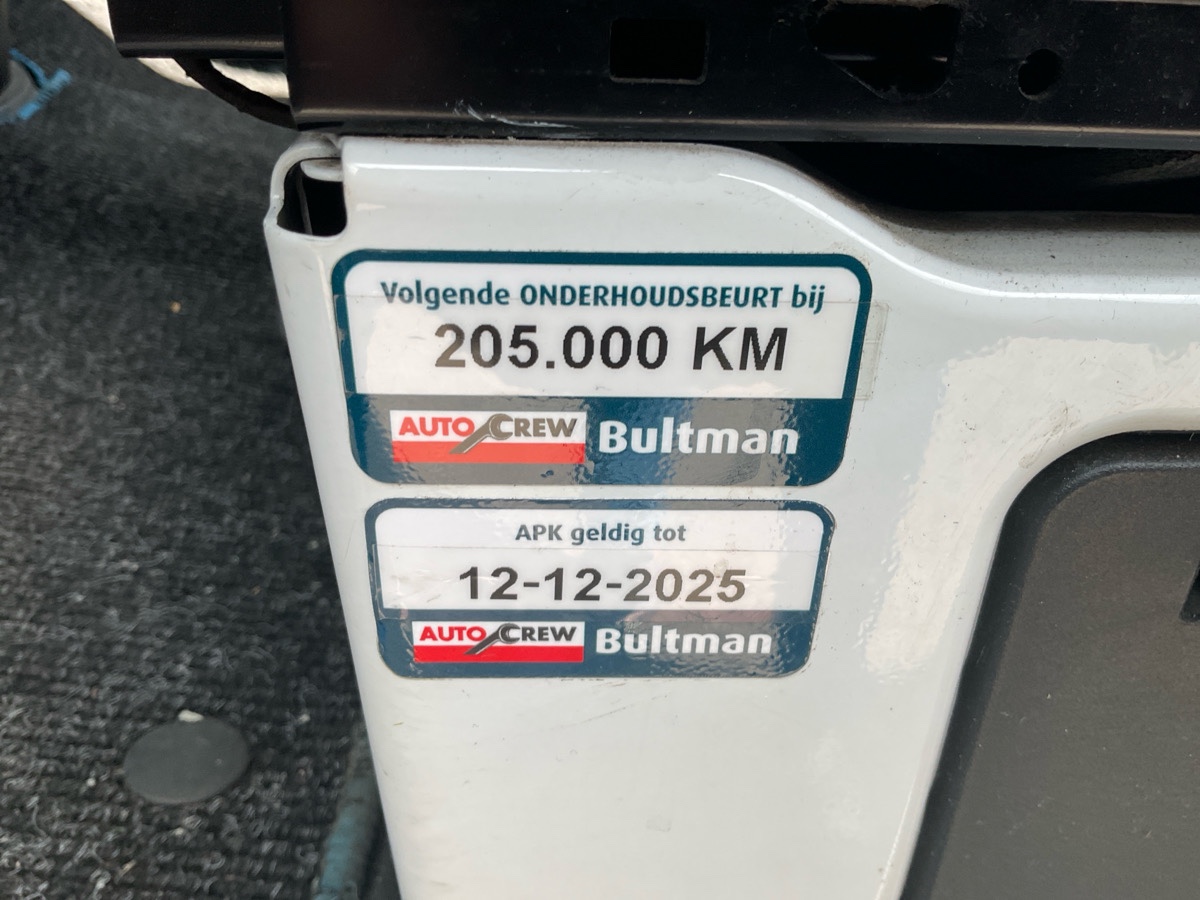 Volgende ONDERHOUDSBEURT bij
205.000 KM
AUTO CREW Bultman
APK geldig tot
12-12-2025
AUTO CREW Bultman